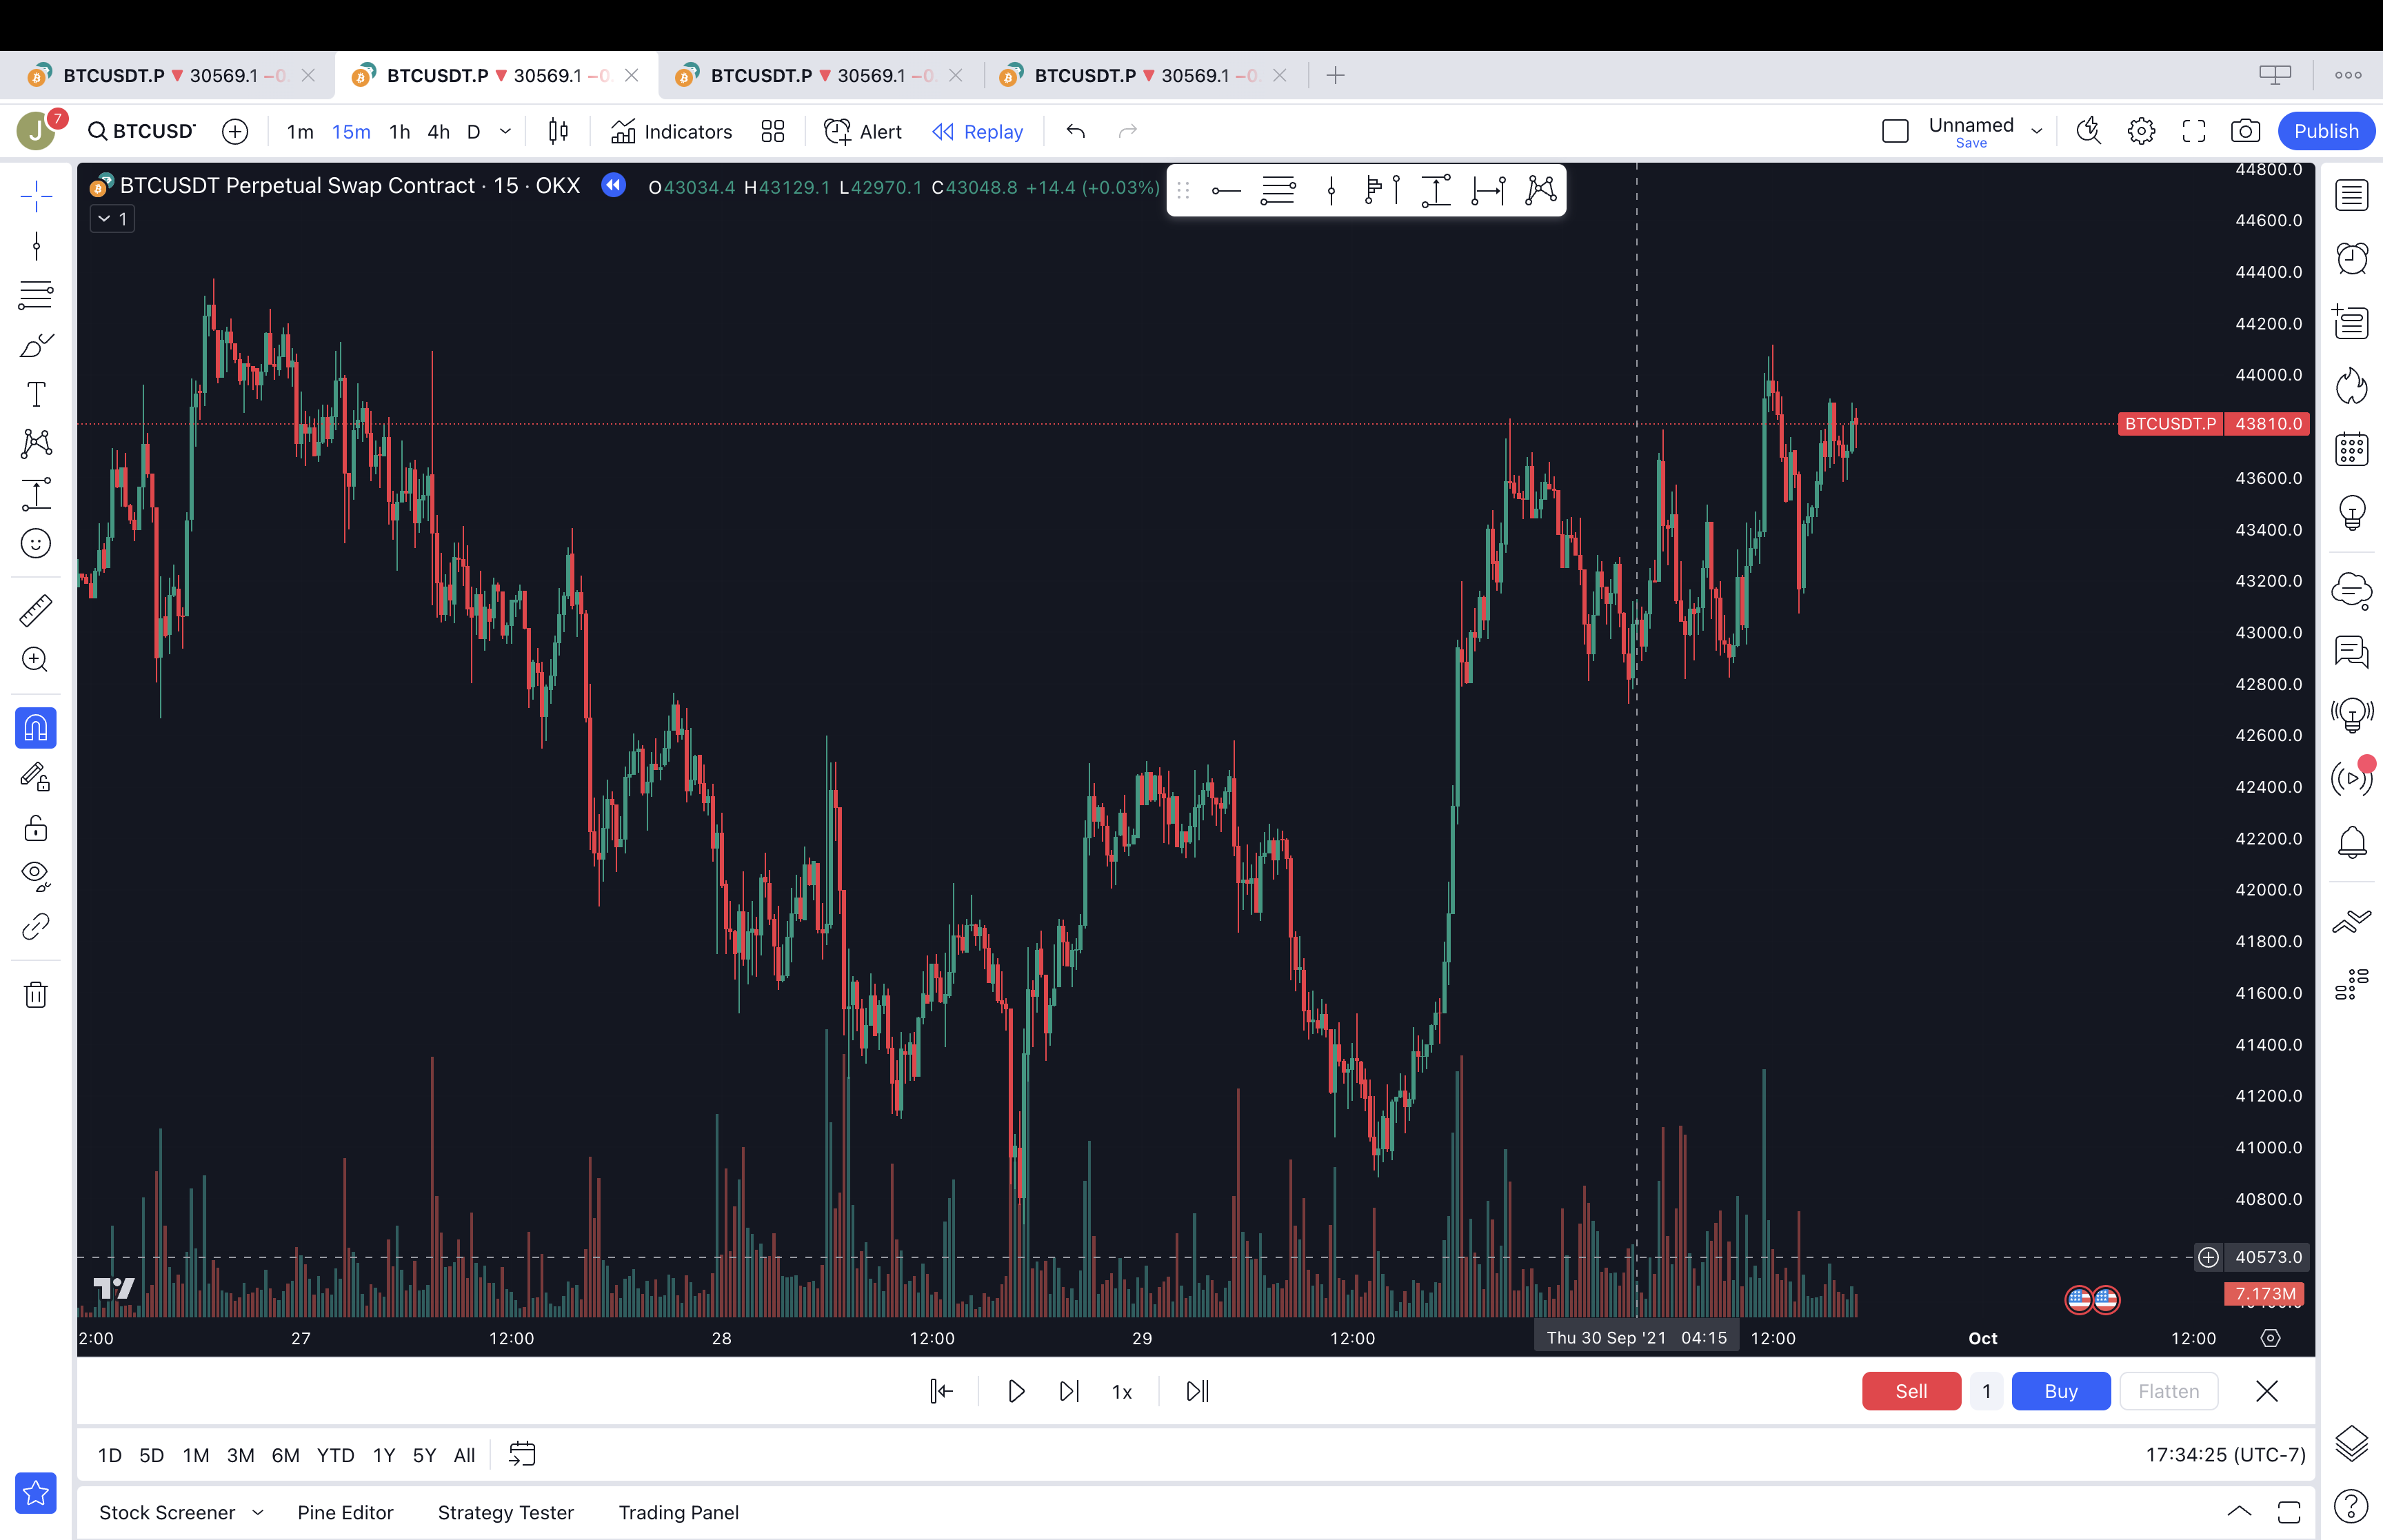 BTCUSDT.P ▼ 30569.1 −0. BTCUSDT.P ▼ 30569.1 −0. BTCUSDT.P ▼ 30569.1 −0. BTCUSDT.P ▼ 30569.1 −0.
J 7 BTCUSD 1m 15m 1h 4h D Indicators Alert Replay Unnamed Publish
Save
BTCUSDT Perpetual Swap Contract · 15 · OKX O43034.4 H43129.1 L42970.1 C43048.8 +14.4 (+0.03%)
1
44800.0
44600.0
44400.0
44200.0
44000.0
BTCUSDT.P 43810.0
43600.0
43400.0
43200.0
43000.0
42800.0
42600.0
42400.0
42200.0
42000.0
41800.0
41600.0
41400.0
41200.0
41000.0
40800.0
40573.0
7.173M
2:00 27 12:00 28 12:00 29 12:00 Thu 30 Sep '21 04:15 12:00 Oct 12:00
1x Sell 1 Buy Flatten
1D 5D 1M 3M 6M YTD 1Y 5Y All 17:34:25 (UTC-7)
Stock Screener Pine Editor Strategy Tester Trading Panel